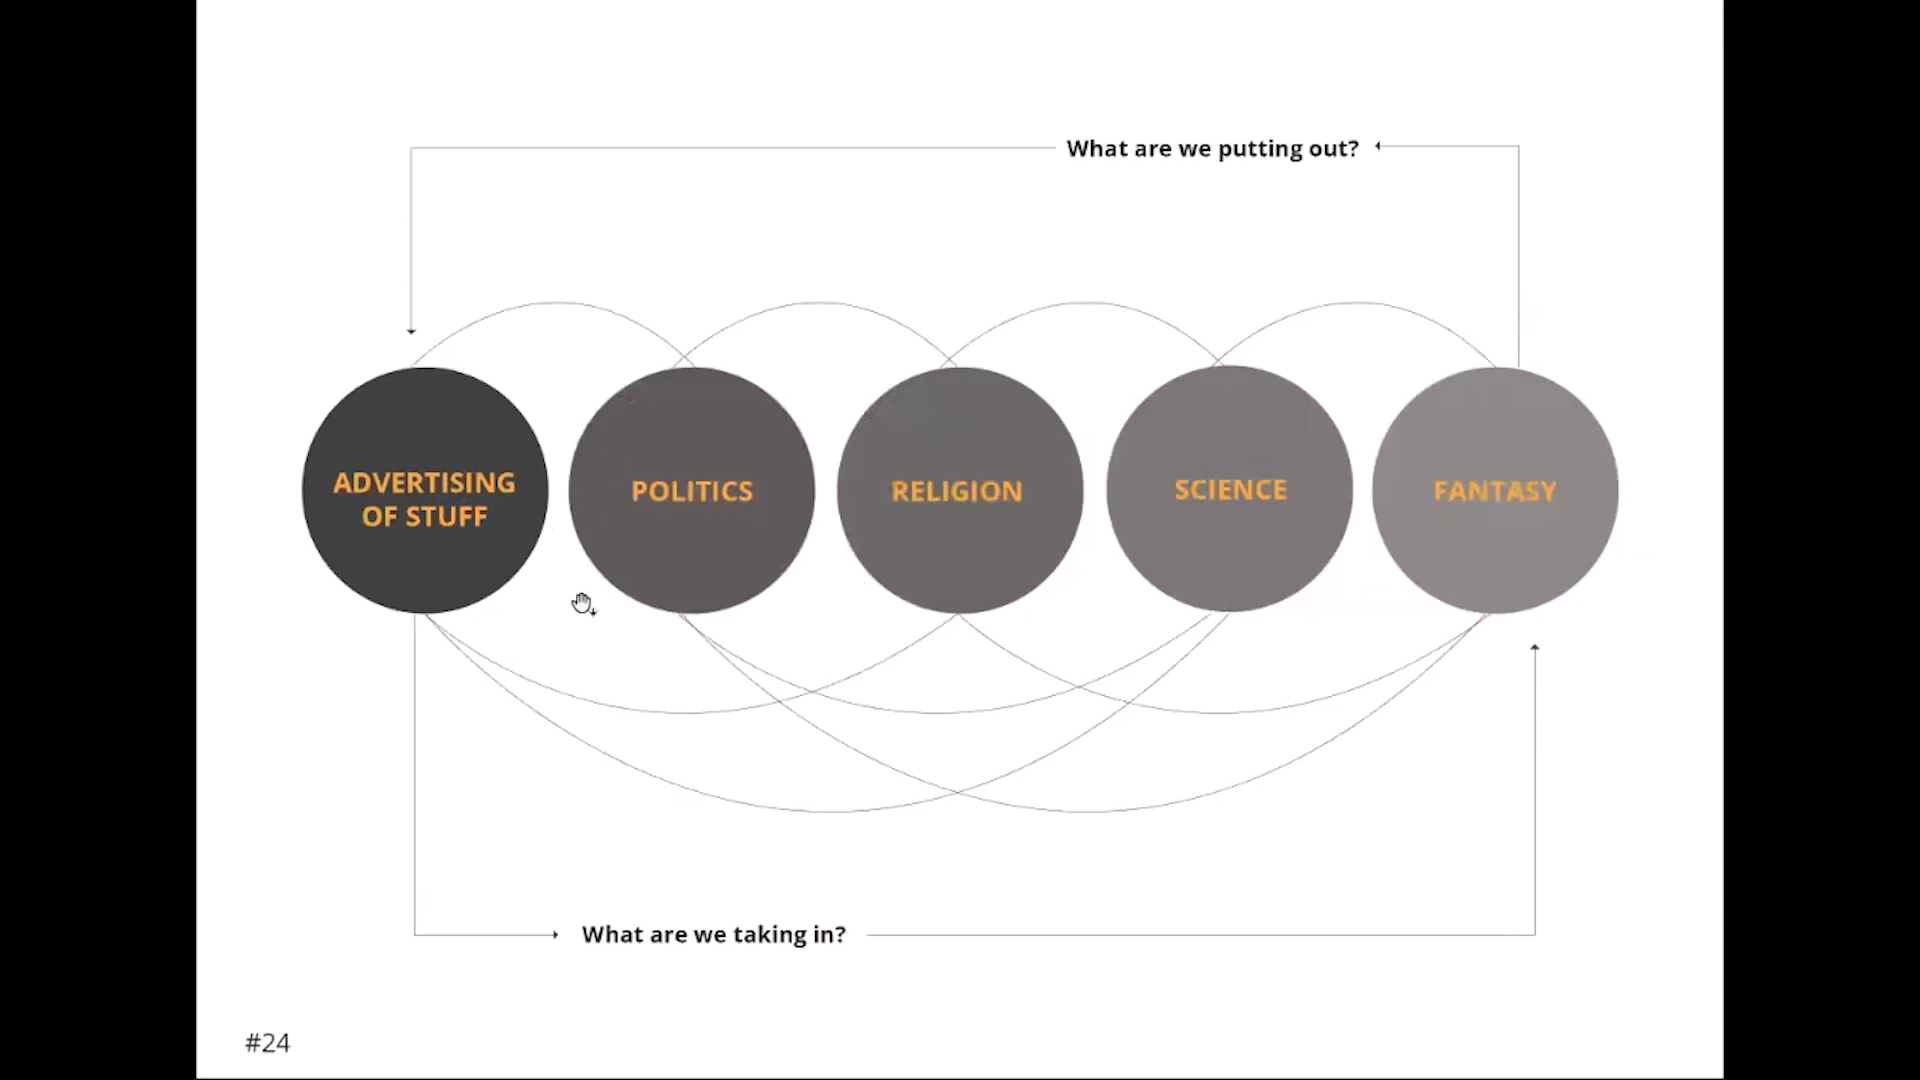 What are we putting out?
ADVERTISING
OF STUFF
POLITICS
RELIGION
SCIENCE
FANTASY
What are we taking in?
#24